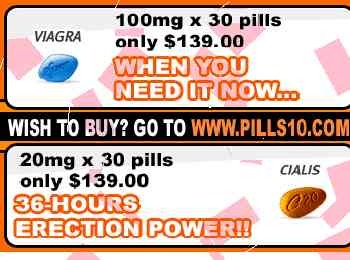 VIAGRA
100mg x 30 pills
only $139.00
WHEN YOU
NEED IT NOW...
WISH TO BUY? GO TO WWW.PILLS10.COM
20mg x 30 pills
only $139.00
CIALIS
36-HOURS
ERECTION POWER!!